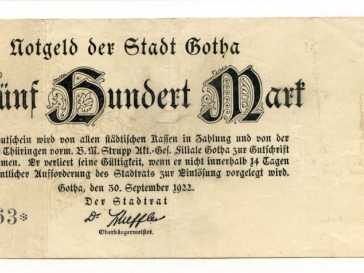 Notgeld der Stadt Gotha
ünf Hundert Mark
utschein wird von allen städtischen Kassen in Zahlung und von der
Thüringen vorm. B. M. Strupp Akt.-Ges. Filiale Gotha zur Gutschrift
men. Er verliert seine Gültigkeit, wenn er nicht innerhalb 14 Tagen
ntlicher Aufforderung des Stadtrats zur Einlösung vorgelegt wird.
Gotha, den 30. September 1922.
Der Stadtrat
63*
Dr
Oberbürgermeister.